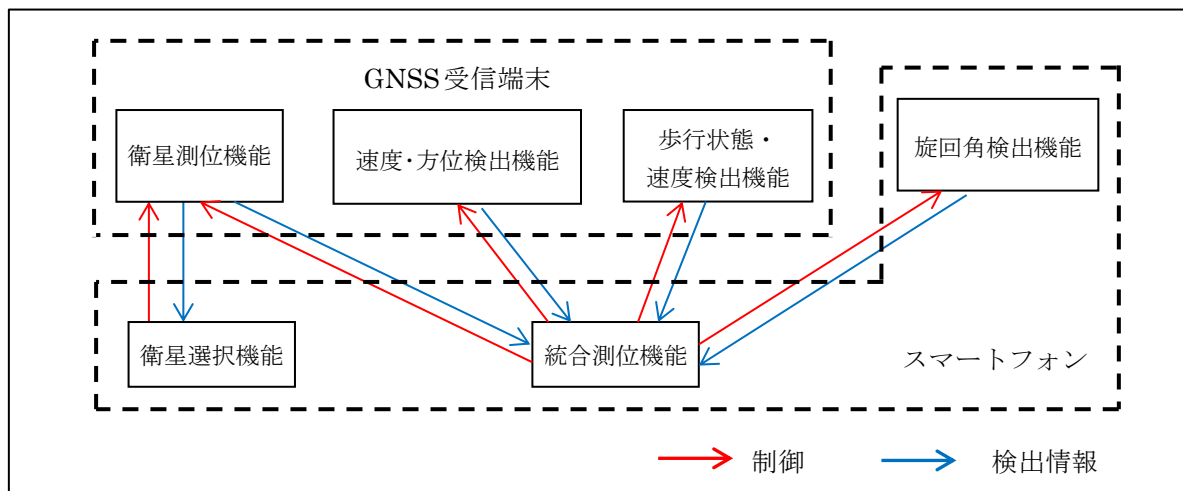 GNSS受信端末
衛星測位機能
速度・方位検出機能
歩行状態・
速度検出機能
旋回角検出機能
衛星選択機能
統合測位機能
スマートフォン
制御
検出情報